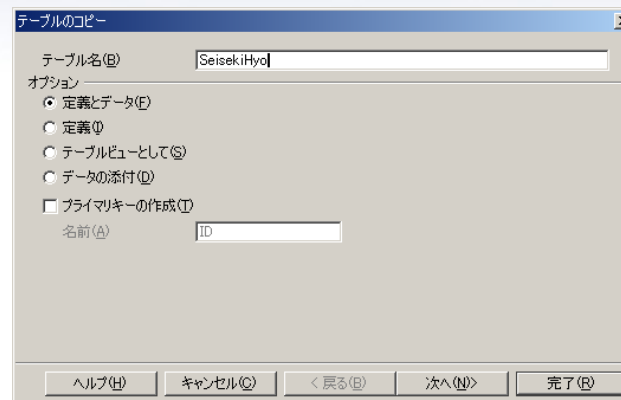 テーブルのコピー
テーブル名(B) SeisekiHyo
オプション
定義とデータ(F)
定義(I)
テーブルビューとして(S)
データの添付(D)
プライマリキーの作成(T)
名前(A) ID
ヘルプ(H) キャンセル(C) <戻る(B) 次へ(N)> 完了(R)